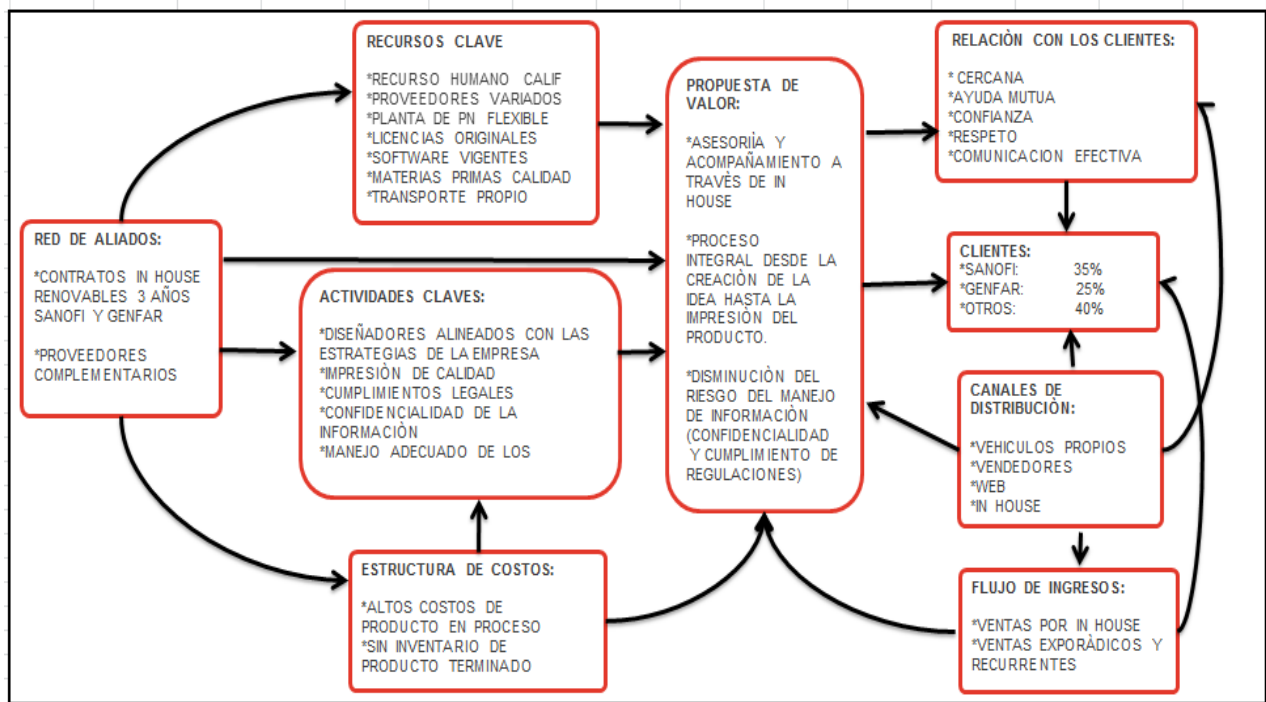 RECURSOS CLAVE
*RECURSO HUMANO CALIF
*PROVEEDORES VARIADOS
*PLANTA DE PN FLEXIBLE
*LICENCIAS ORIGINALES
*SOFTWARE VIGENTES
*MATERIAS PRIMAS CALIDAD
*TRANSPORTE PROPIO
RED DE ALIADOS:
*CONTRATOS IN HOUSE
RENOVABLES 3 AÑOS
SANOFI Y GENFAR
*PROVEEDORES
COMPLEMENTARIOS
ACTIVIDADES CLAVES:
*DISEÑADORES ALINEADOS CON LAS
ESTRATEGIAS DE LA EMPRESA
*IMPRESIÒN DE CALIDAD
*CUMPLIMIENTOS LEGALES
*CONFIDENCIALIDAD DE LA
INFORMACIÒN
*MANEJO ADECUADO DE LOS
ESTRUCTURA DE COSTOS:
*ALTOS COSTOS DE
PRODUCTO EN PROCESO
*SIN INVENTARIO DE
PRODUCTO TERMINADO
PROPUESTA DE
VALOR:
*ASESORIÌA Y
ACOMPAÑAMIENTO A
TRAVÈS DE IN
HOUSE
*PROCESO
INTEGRAL DESDE LA
CREACIÒN DE LA
IDEA HASTA LA
IMPRESIÒN DEL
PRODUCTO.
*DISMINUCIÒN DEL
RIESGO DEL MANEJO
DE INFORMACIÒN
(CONFIDENCIALIDAD
Y CUMPLIMIENTO DE
REGULACIONES)
RELACIÒN CON LOS CLIENTES:
* CERCANA
*AYUDA MUTUA
*CONFIANZA
*RESPETO
*COMUNICACION EFECTIVA
CLIENTES:
*SANOFI: 35%
*GENFAR: 25%
*OTROS: 40%
CANALES DE
DISTRIBUCIÒN:
*VEHICULOS PROPIOS
*VENDEDORES
*WEB
*IN HOUSE
FLUJO DE INGRESOS:
*VENTAS POR IN HOUSE
*VENTAS EXPORÀDICOS Y
RECURRENTES